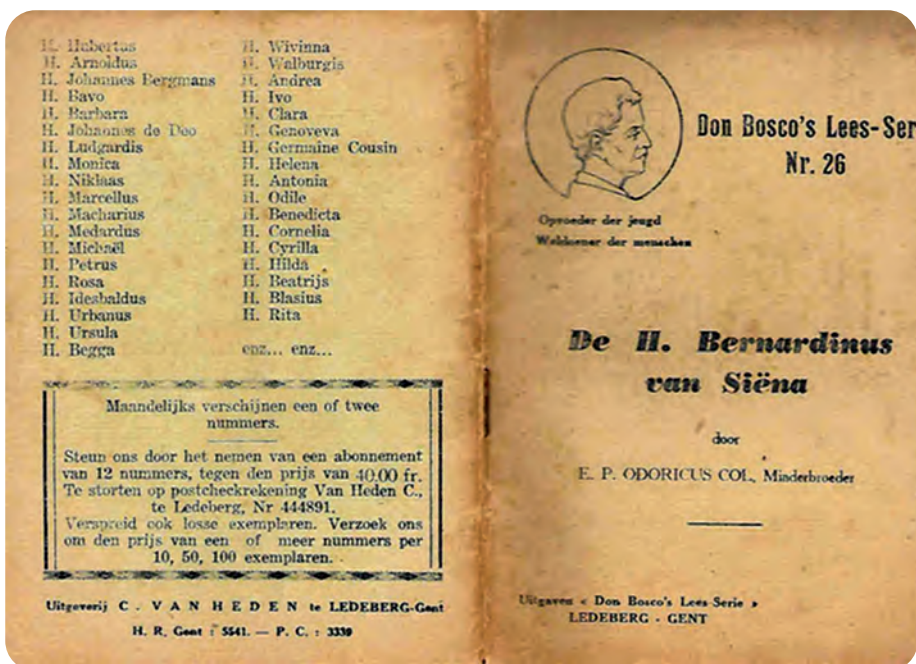 H. Hubertus
H. Arnoldus
H. Johannes Bergmans
H. Bavo
H. Barbara
H. Johannes de Deo
H. Ludgardis
H. Monica
H. Niklaas
H. Marcellus
H. Macharius
H. Medardus
H. Michaël
H. Petrus
H. Rosa
H. Idesbaldus
H. Urbanus
H. Ursula
H. Begga
H. Wivinna
H. Walburgis
H. Andrea
H. Ivo
H. Clara
H. Genoveva
H. Germaine Cousin
H. Helena
H. Antonia
H. Odile
H. Benedicta
H. Cornelia
H. Cyrilla
H. Hilda
H. Beatrijs
H. Blasius
H. Rita
enz... enz...
Maandelijks verschijnen een of twee
nummers.
Steun ons door het nemen van een abonnement
van 12 nummers, tegen den prijs van 40.00 fr.
Te storten op postcheckrekening Van Heden C.,
te Ledeberg, Nr 444891.
Verspreid ook losse exemplaren. Verzoek ons
om den prijs van een of meer nummers per
10, 50, 100 exemplaren.
Uitgeverij C. VAN HEDEN te LEDEBERG-Gent
H. R. Gent : 5541. — P. C. : 3339
Don Bosco's Lees-Ser
Nr. 26
Opvoeder der jeugd
Weldoener der menschen
De H. Bernardinus
van Siëna
door
E. P. ODORICUS COL, Minderbroeder
Uitgaven « Don Bosco's Lees-Serie »
LEDEBERG - GENT